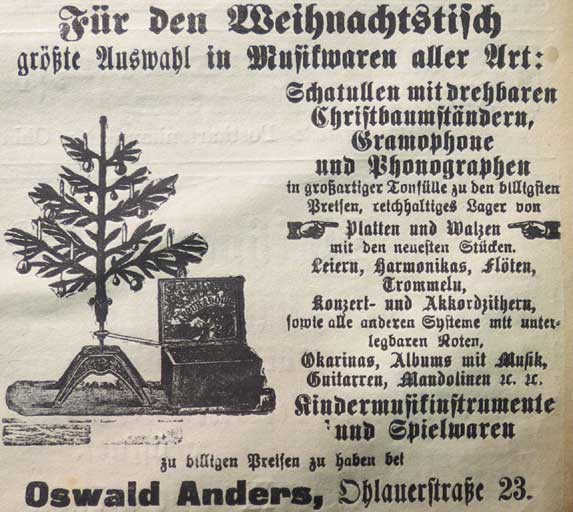 Für den Weihnachtstisch
größte Auswahl in Musikwaren aller Art:
Schatullen mit drehbaren
Christbaumständern,
Gramophone
und Phonographen
in großartiger Tonfülle zu den billigsten
Preisen, reichhaltiges Lager von
Platten und Walzen
mit den neuesten Stücken.
Leiern, Harmonikas, Flöten,
Trommeln,
Konzert- und Akkordzithern,
sowie alle anderen Systeme mit unter-
legbaren Noten,
Okarinas, Albums mit Musik,
Guitarren, Mandolinen ꝛc. ꝛc.
Kindermusikinstrumente
und Spielwaren
zu billigen Preisen zu haben bei
Oswald Anders, Ohlauerstraße 23.